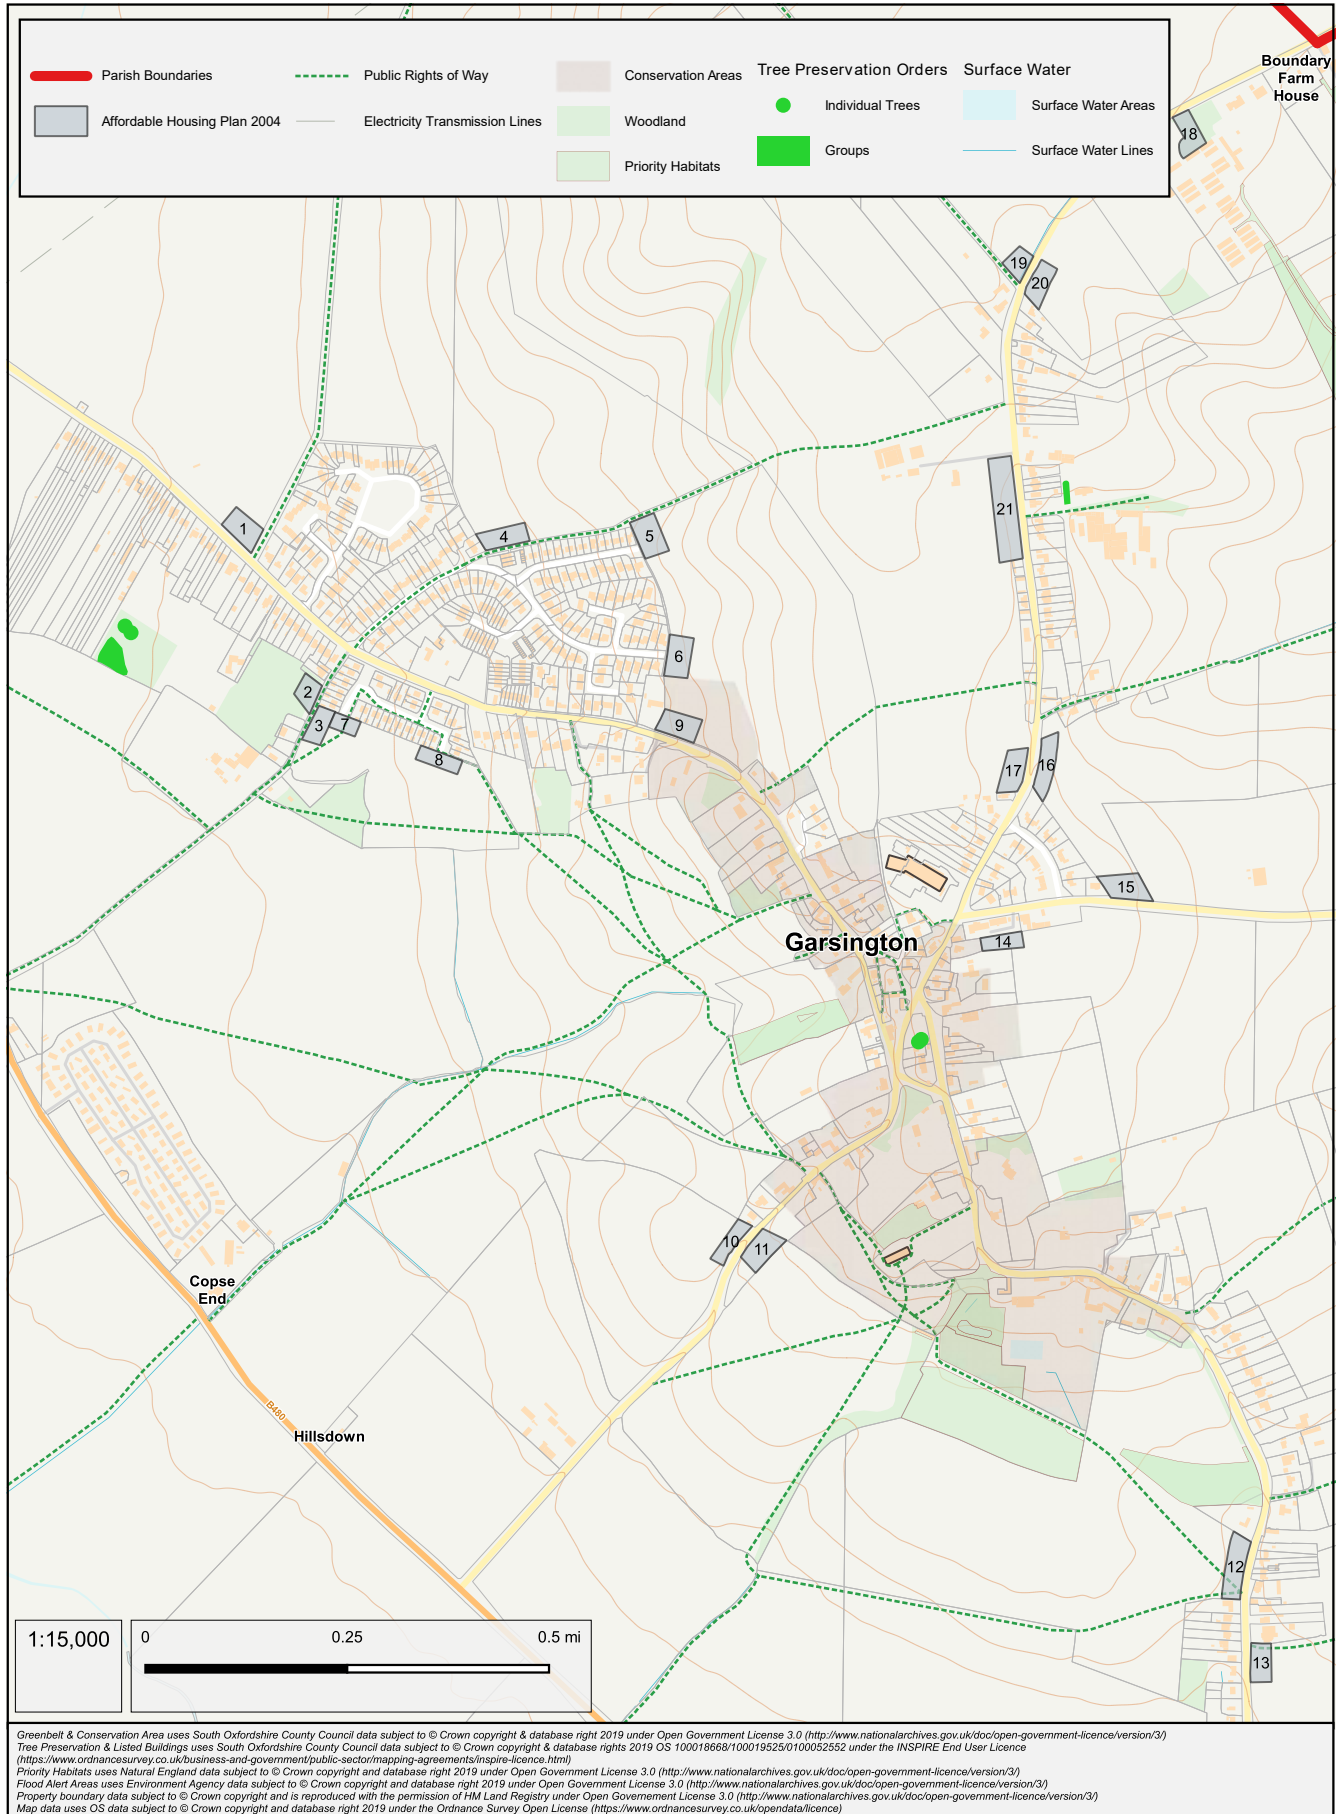 Parish Boundaries
Affordable Housing Plan 2004
Public Rights of Way
Electricity Transmission Lines
Conservation Areas
Woodland
Priority Habitats
Tree Preservation Orders
Individual Trees
Groups
Surface Water
Surface Water Areas
Surface Water Lines
Boundary
Farm
House
18
19
20
1
4
5
21
6
2
3
7
8
9
17
16
15
14
Garsington
10
11
Copse
End
B480
Hillsdown
12
13
1:15,000
0 0.25 0.5 mi
Greenbelt & Conservation Area uses South Oxfordshire County Council data subject to © Crown copyright & database right 2019 under Open Government License 3.0 (http://www.nationalarchives.gov.uk/doc/open-government-licence/version/3/)
Tree Preservation & Listed Buildings uses South Oxfordshire County Council data subject to © Crown copyright & database rights 2019 OS 100018668/100019525/0100052552 under the INSPIRE End User Licence
(https://www.ordnancesurvey.co.uk/business-and-government/public-sector/mapping-agreements/inspire-licence.html)
Priority Habitats uses Natural England data subject to © Crown copyright and database right 2019 under Open Government License 3.0 (http://www.nationalarchives.gov.uk/doc/open-government-licence/version/3/)
Flood Alert Areas uses Environment Agency data subject to © Crown copyright and database right 2019 under Open Government License 3.0 (http://www.nationalarchives.gov.uk/doc/open-government-licence/version/3/)
Property boundary data subject to © Crown copyright and is reproduced with the permission of HM Land Registry under Open Governement License 3.0 (http://www.nationalarchives.gov.uk/doc/open-government-licence/version/3/)
Map data uses OS data subject to © Crown copyright and database right 2019 under the Ordnance Survey Open License (https://www.ordnancesurvey.co.uk/opendata/licence)